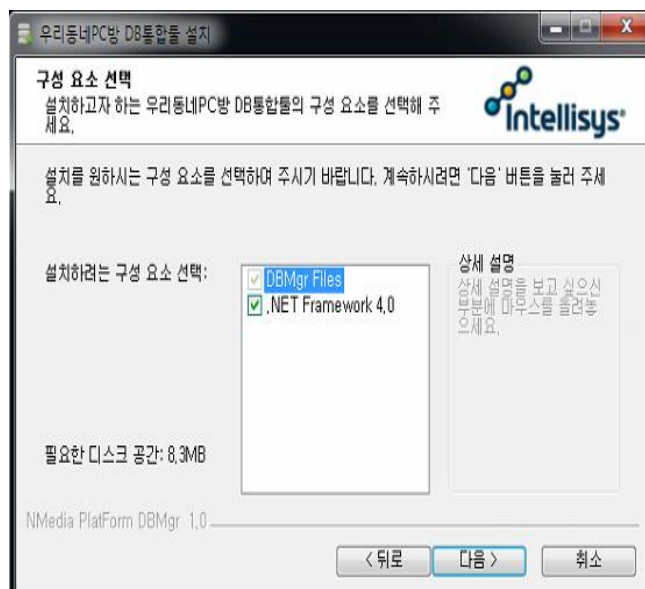 우리동네PC방 DB통합툴 설치
구성 요소 선택
설치하고자 하는 우리동네PC방 DB통합툴의 구성 요소를 선택해 주
세요.
Intellisys
설치를 원하시는 구성 요소를 선택하여 주시기 바랍니다. 계속하시려면 '다음' 버튼을 눌러 주세
요.
설치하려는 구성 요소 선택:
DBMgr Files
.NET Framework 4.0
상세 설명
상세 설명을 보고 싶으신
부분에 마우스를 올려놓
으세요.
필요한 디스크 공간: 8.3MB
NMedia PlatForm DBMgr 1.0
< 뒤로
다음 >
취소